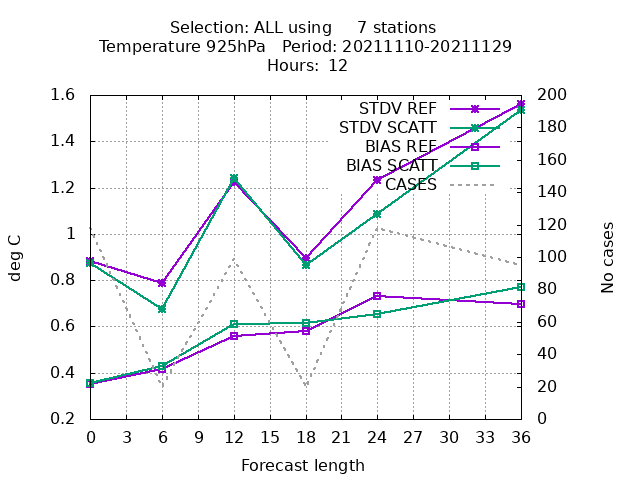 Selection: ALL using     7 stations
Temperature 925hPa   Period: 20211110-20211129
Hours:  12
STDV REF
STDV SCATT
BIAS REF
BIAS SCATT
CASES
1.6
1.4
1.2
1
0.8
0.6
0.4
0.2
deg C
200
180
160
140
120
100
80
60
40
20
0
No cases
0 3 6 9 12 15 18 21 24 27 30 33 36
Forecast length